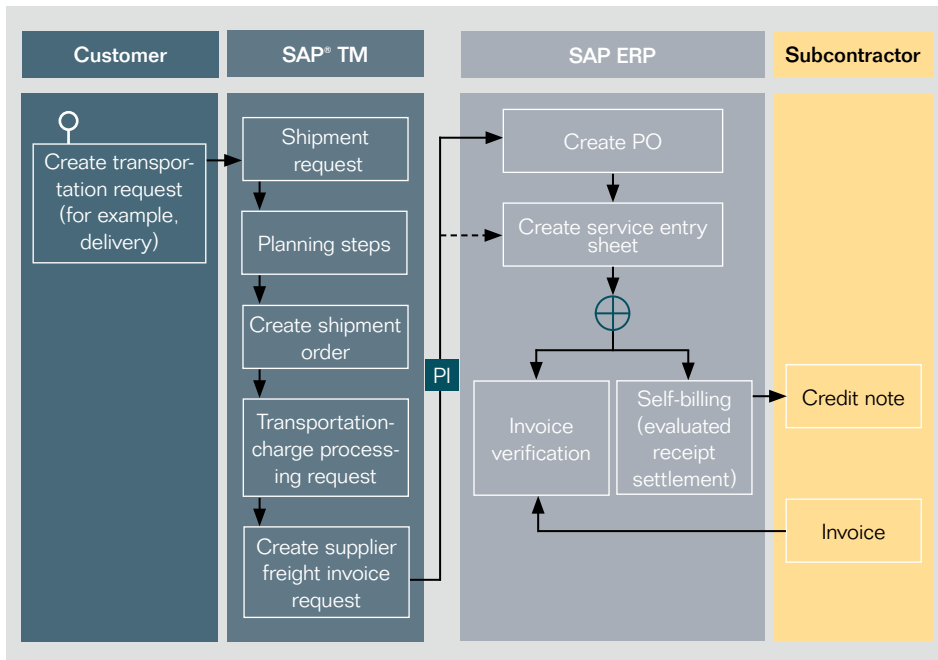 Customer
SAP® TM
SAP ERP
Subcontractor
Create transpor-
tation request
(for example,
delivery)
Shipment
request
Planning steps
Create shipment
order
Transportation-
charge process-
ing request
Create supplier
freight invoice
request
PI
Create PO
Create service entry
sheet
Invoice
verification
Self-billing
(evaluated
receipt
settlement)
Credit note
Invoice